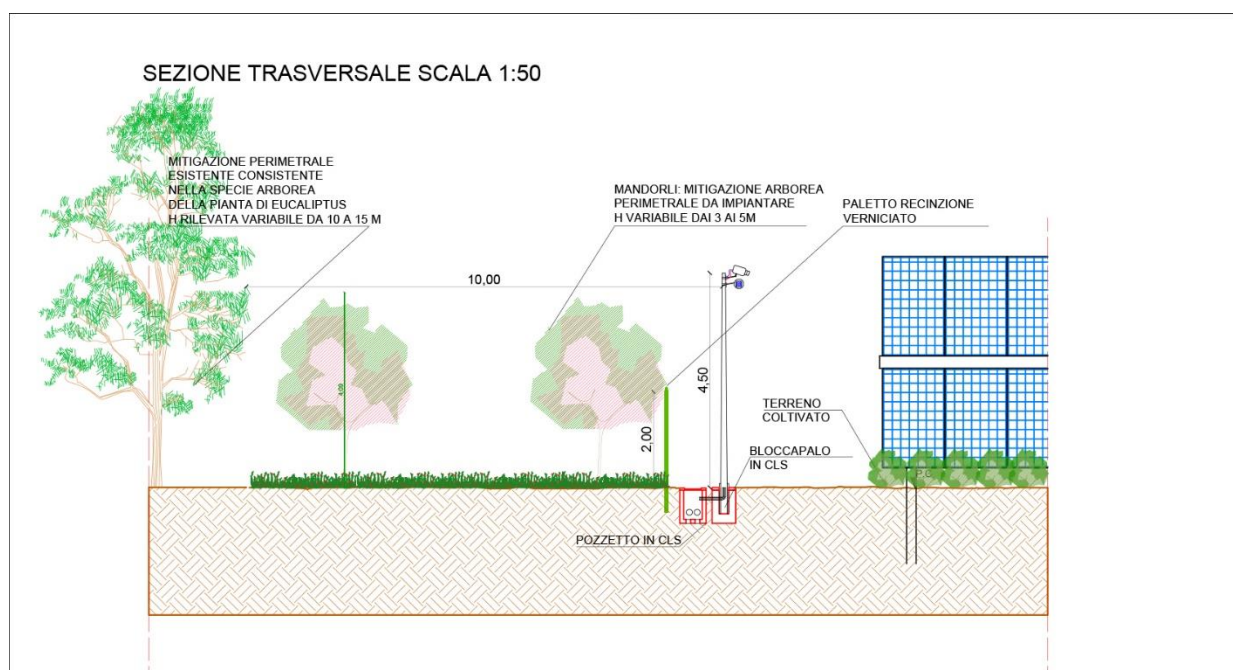 SEZIONE TRASVERSALE SCALA 1:50
MITIGAZIONE PERIMETRALE
ESISTENTE CONSISTENTE
NELLA SPECIE ARBOREA
DELLA PIANTA DI EUCALIPTUS
H RILEVATA VARIABILE DA 10 A 15 M
MANDORLI: MITIGAZIONE ARBOREA
PERIMETRALE DA IMPIANTARE
H VARIABILE DAI 3 AI 5M
PALETTO RECINZIONE
VERNICIATO
10,00
4,00
2,00
4,50
TERRENO
COLTIVATO
BLOCCAPALO
IN CLS
POZZETTO IN CLS